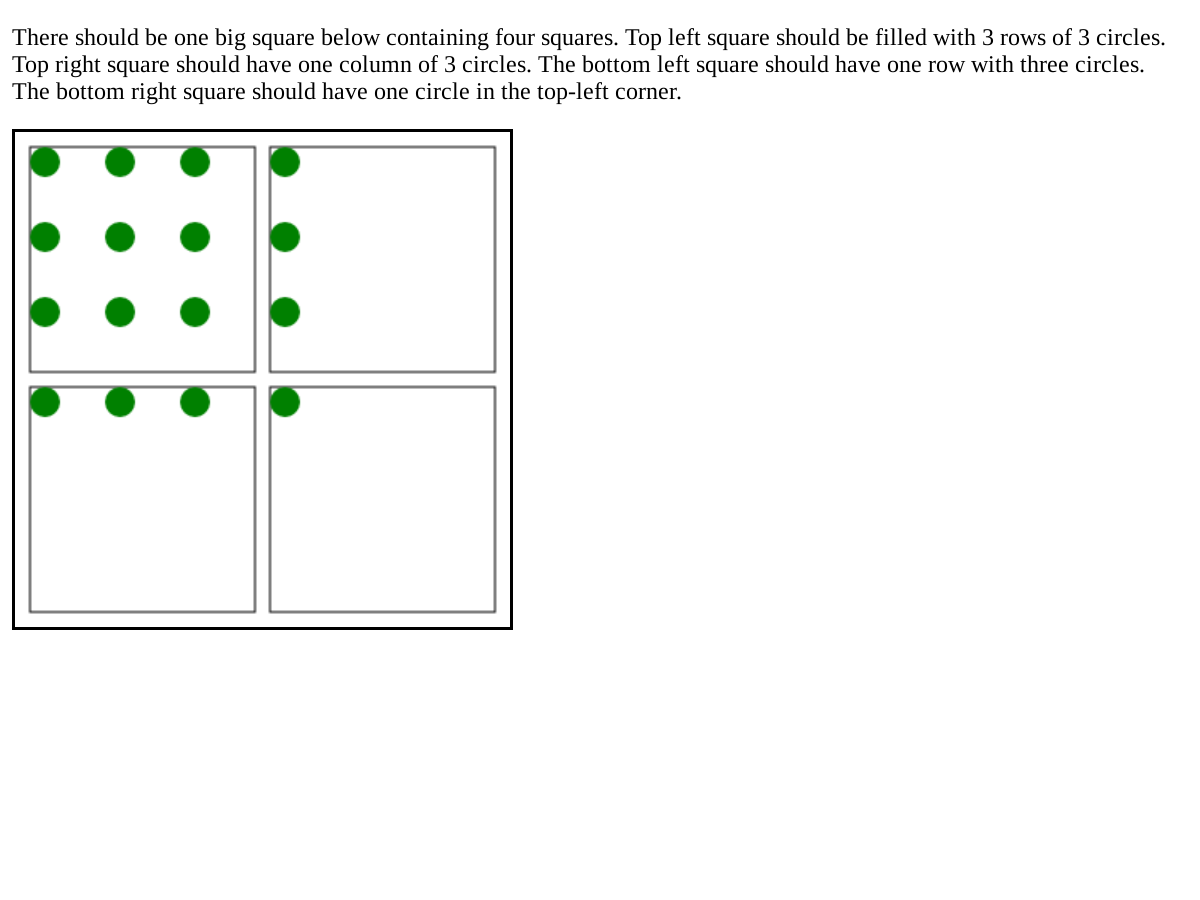 There should be one big square below containing four squares. Top left square should be filled with 3 rows of 3 circles.
Top right square should have one column of 3 circles. The bottom left square should have one row with three circles.
The bottom right square should have one circle in the top-left corner.